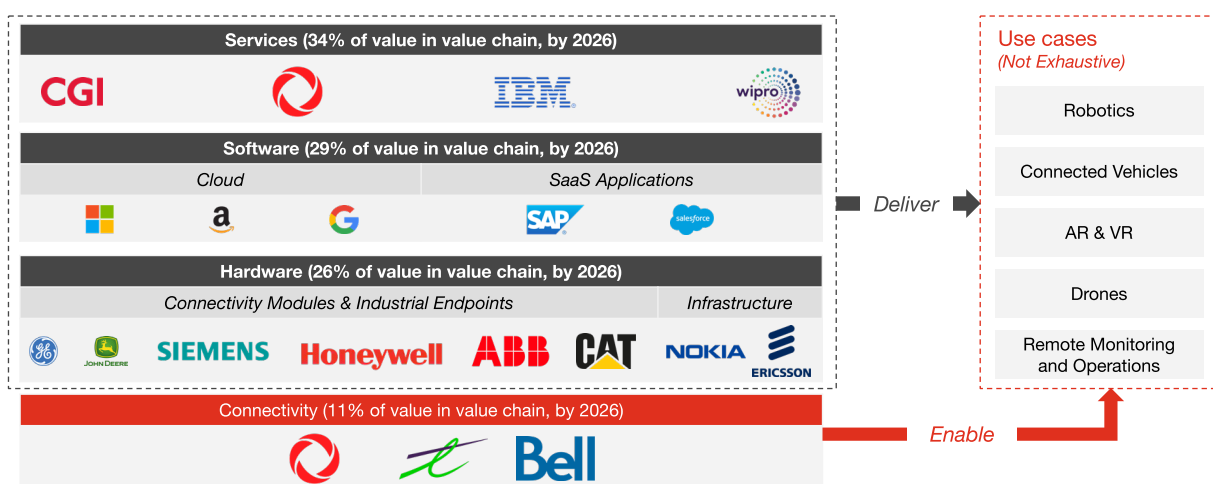 Services (34% of value in value chain, by 2026)
CGI
IBM
wipro
Software (29% of value in value chain, by 2026)
Cloud
SaaS Applications
a
G
SAP
salesforce
Hardware (26% of value in value chain, by 2026)
Connectivity Modules & Industrial Endpoints
Infrastructure
GE
JOHN DEERE
SIEMENS
Honeywell
ABB
CAT
NOKIA
ERICSSON
Connectivity (11% of value in value chain, by 2026)
Bell
Deliver
Enable
Use cases
(Not Exhaustive)
Robotics
Connected Vehicles
AR & VR
Drones
Remote Monitoring
and Operations